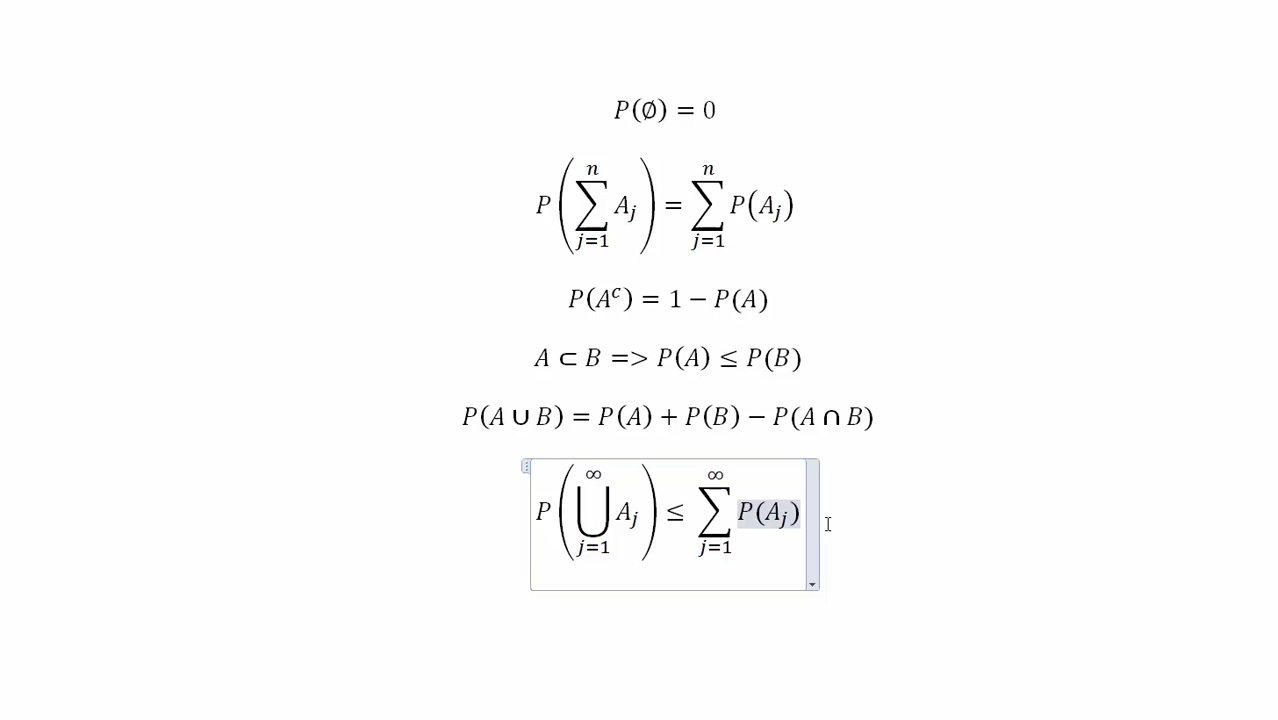 P(∅) = 0
P(∑_{j=1}^{n} A_j) = ∑_{j=1}^{n} P(A_j)
P(A^c) = 1 − P(A)
A ⊂ B => P(A) ≤ P(B)
P(A ∪ B) = P(A) + P(B) − P(A ∩ B)
P(⋃_{j=1}^{∞} A_j) ≤ ∑_{j=1}^{∞} P(A_j)